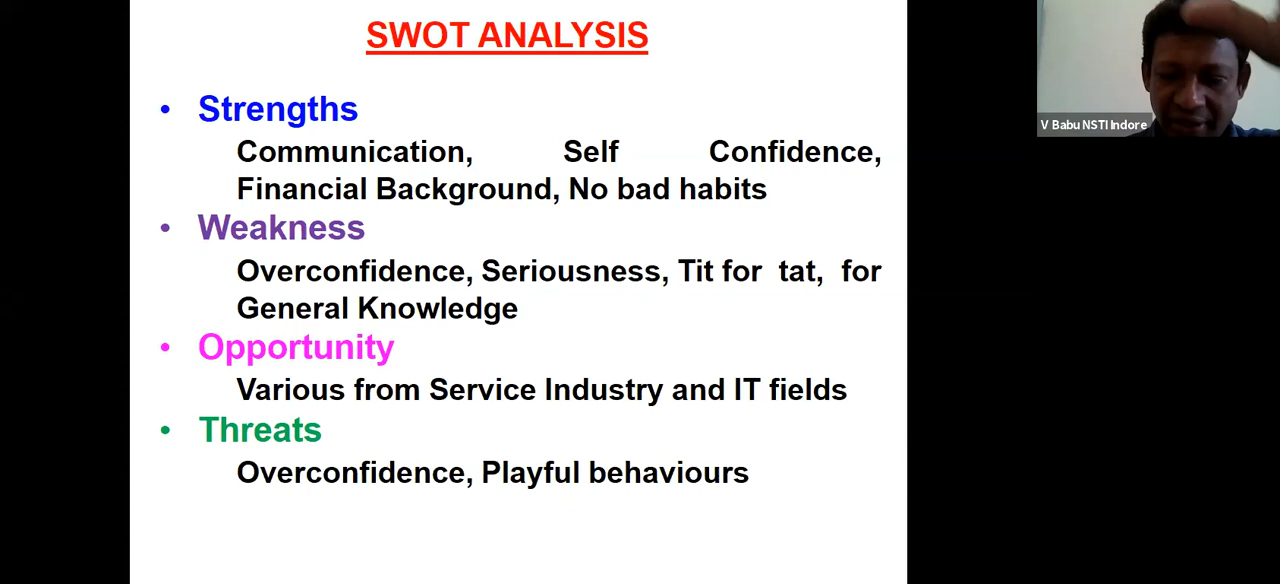 SWOT ANALYSIS
• Strengths
Communication, Self Confidence,
Financial Background, No bad habits
• Weakness
Overconfidence, Seriousness, Tit for tat, for
General Knowledge
• Opportunity
Various from Service Industry and IT fields
• Threats
Overconfidence, Playful behaviours
V Babu NSTI Indore